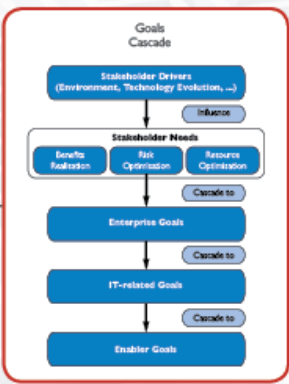 Goals
Cascade
Stakeholder Drivers
(Environment, Technology Evolution, ...)
Influence
Stakeholder Needs
Benefits
Realisation
Risk
Optimisation
Resource
Optimisation
Cascade to
Enterprise Goals
Cascade to
IT-related Goals
Cascade to
Enabler Goals